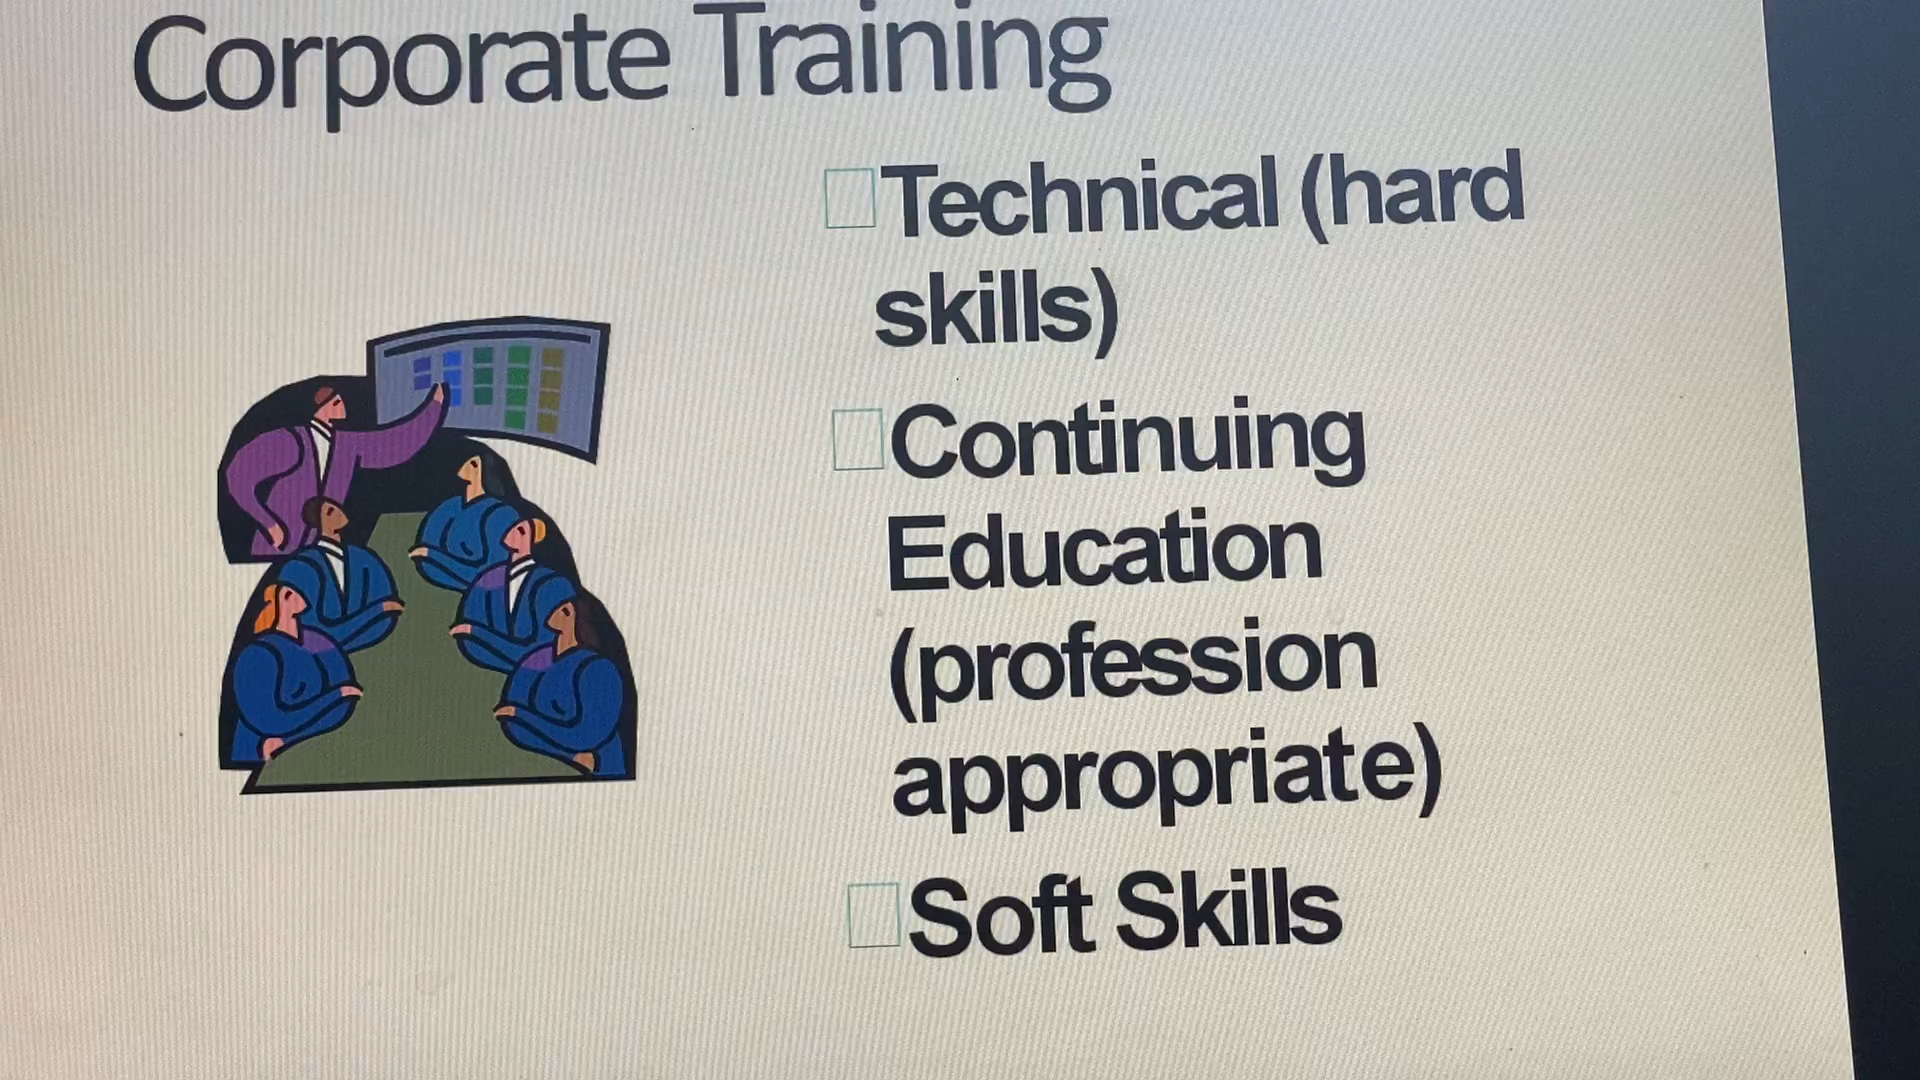 Corporate Training
Technical (hard
skills)
Continuing
Education
(profession
appropriate)
Soft Skills